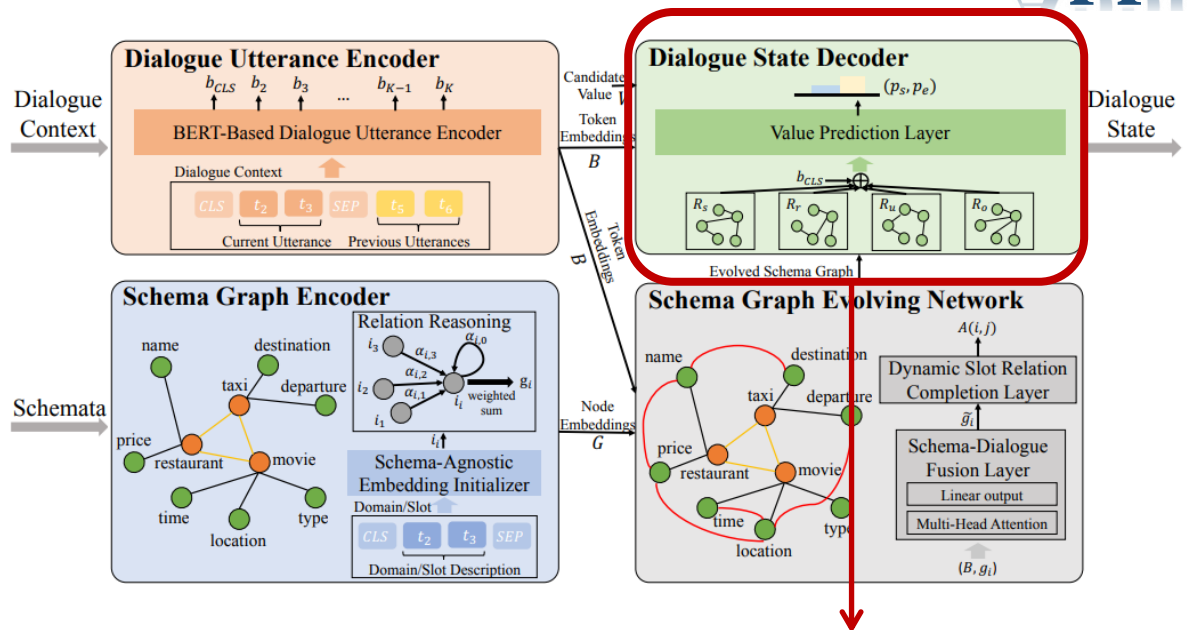 Dialogue Utterance Encoder
b_CLS b_2 b_3 ... b_{K-1} b_K
BERT-Based Dialogue Utterance Encoder
Dialogue Context
CLS t_2 t_3 SEP t_5 t_6
Current Utterance Previous Utterances
Dialogue
Context
Candidate
Value V
Token
Embeddings
B
Token
Embeddings
B
Dialogue State Decoder
(p_s, p_e)
Value Prediction Layer
b_CLS
R_s R_r R_u R_o
Dialogue
State
Evolved Schema Graph
Schemata
Schema Graph Encoder
name
destination
taxi
departure
price
restaurant
movie
time
location
type
Relation Reasoning
i_3 α_{i,3} α_{i,0}
i_2 α_{i,2}
α_{i,1} i_i weighted sum g_i
i_1
i_i
Schema-Agnostic
Embedding Initializer
Domain/Slot
CLS t_2 t_3 SEP
Domain/Slot Description
Node
Embeddings
G
Schema Graph Evolving Network
name
destination
taxi
departure
price
restaurant
movie
time
location
type
A(i, j)
Dynamic Slot Relation
Completion Layer
g̃_i
Schema-Dialogue
Fusion Layer
Linear output
Multi-Head Attention
(B, g_i)